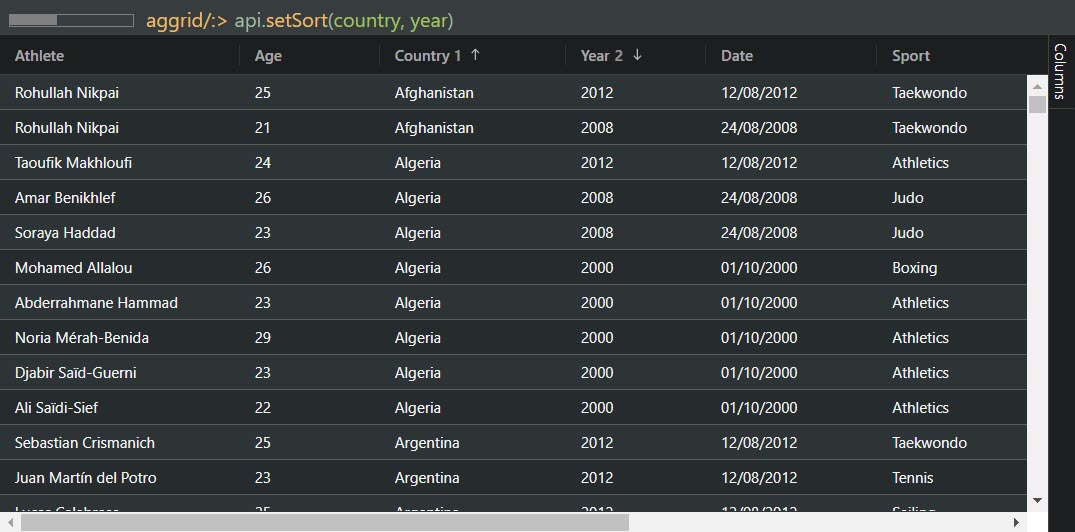 aggrid/:> api.setSort(country, year)
Athlete Age Country 1 ↑ Year 2 ↓ Date Sport
Columns
Rohullah Nikpai 25 Afghanistan 2012 12/08/2012 Taekwondo
Rohullah Nikpai 21 Afghanistan 2008 24/08/2008 Taekwondo
Taoufik Makhloufi 24 Algeria 2012 12/08/2012 Athletics
Amar Benikhlef 26 Algeria 2008 24/08/2008 Judo
Soraya Haddad 23 Algeria 2008 24/08/2008 Judo
Mohamed Allalou 26 Algeria 2000 01/10/2000 Boxing
Abderrahmane Hammad 23 Algeria 2000 01/10/2000 Athletics
Noria Mérah-Benida 29 Algeria 2000 01/10/2000 Athletics
Djabir Saïd-Guerni 23 Algeria 2000 01/10/2000 Athletics
Ali Saïdi-Sief 22 Algeria 2000 01/10/2000 Athletics
Sebastian Crismanich 25 Argentina 2012 12/08/2012 Taekwondo
Juan Martín del Potro 23 Argentina 2012 12/08/2012 Tennis